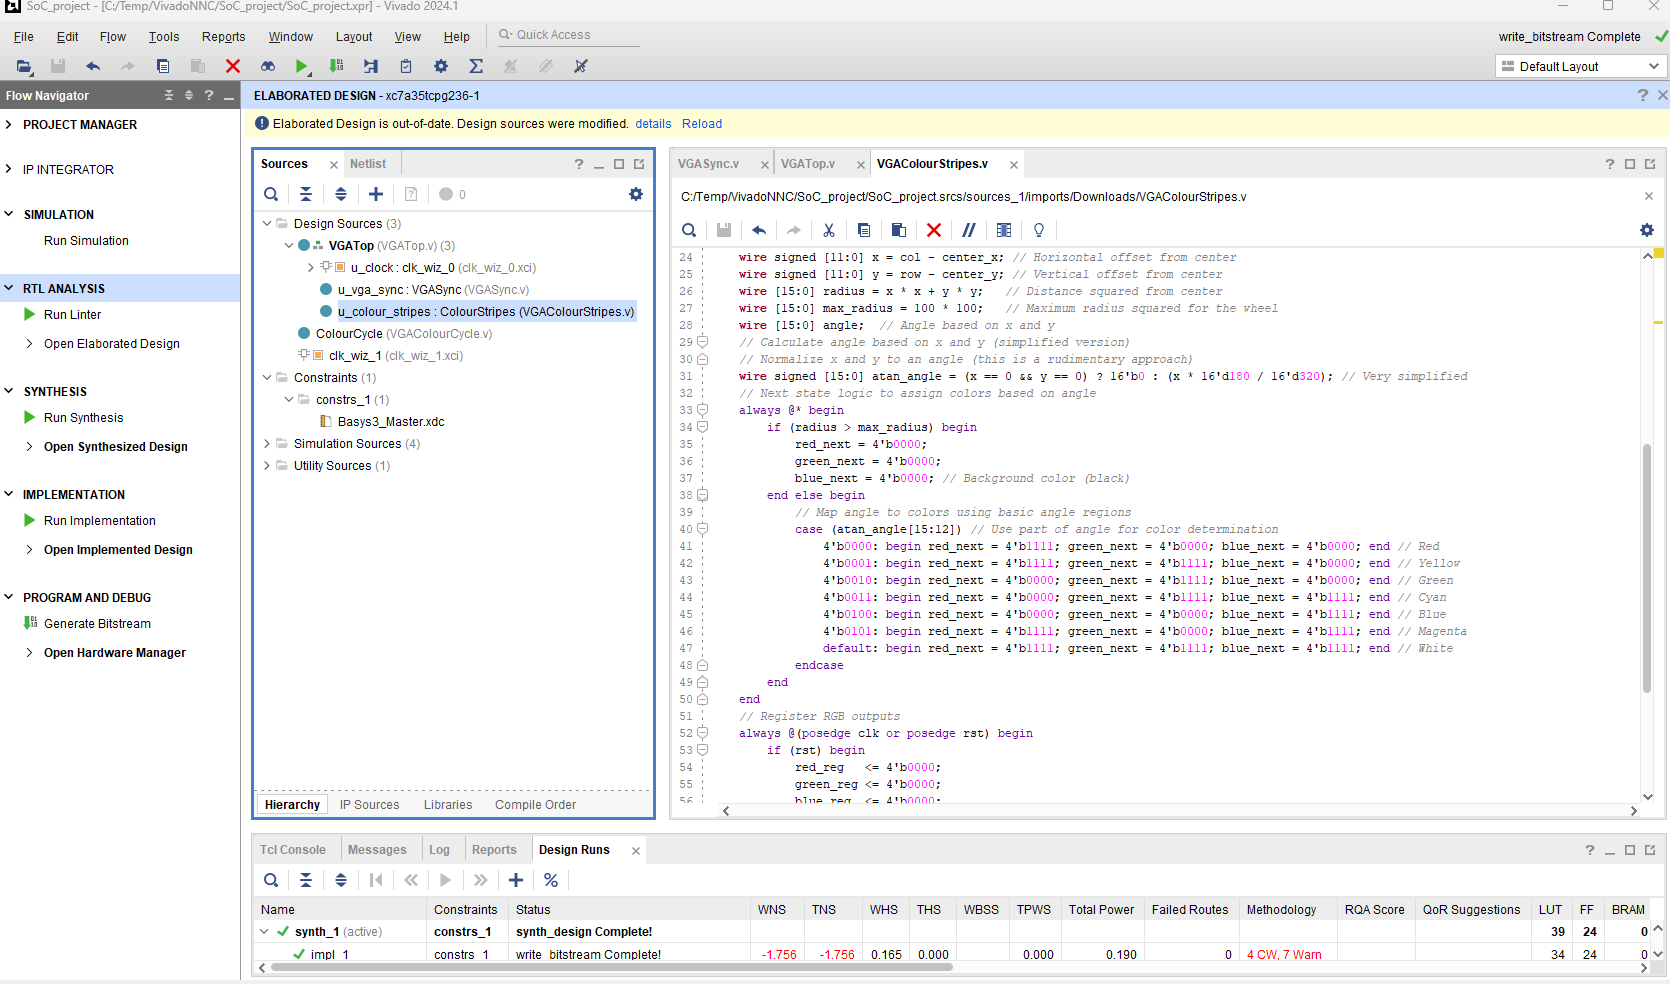 SoC_project - [C:/Temp/VivadoNNC/SoC_project/SoC_project.xpr] - Vivado 2024.1
File Edit Flow Tools Reports Window Layout View Help Quick Access
write_bitstream Complete
Default Layout
Flow Navigator
PROJECT MANAGER
IP INTEGRATOR
SIMULATION
Run Simulation
RTL ANALYSIS
Run Linter
Open Elaborated Design
SYNTHESIS
Run Synthesis
Open Synthesized Design
IMPLEMENTATION
Run Implementation
Open Implemented Design
PROGRAM AND DEBUG
Generate Bitstream
Open Hardware Manager
ELABORATED DESIGN - xc7a35tcpg236-1
Elaborated Design is out-of-date. Design sources were modified. details Reload
Sources Netlist
0
Design Sources (3)
VGATop (VGATop.v) (3)
u_clock : clk_wiz_0 (clk_wiz_0.xci)
u_vga_sync : VGASync (VGASync.v)
u_colour_stripes : ColourStripes (VGAColourStripes.v)
ColourCycle (VGAColourCycle.v)
clk_wiz_1 (clk_wiz_1.xci)
Constraints (1)
constrs_1 (1)
Basys3_Master.xdc
Simulation Sources (4)
Utility Sources (1)
Hierarchy IP Sources Libraries Compile Order
VGASync.v VGATop.v VGAColourStripes.v
C:/Temp/VivadoNNC/SoC_project/SoC_project.srcs/sources_1/imports/Downloads/VGAColourStripes.v
24 wire signed [11:0] x = col - center_x; // Horizontal offset from center
25 wire signed [11:0] y = row - center_y; // Vertical offset from center
26 wire [15:0] radius = x * x + y * y; // Distance squared from center
27 wire [15:0] max_radius = 100 * 100; // Maximum radius squared for the wheel
28 wire [15:0] angle; // Angle based on x and y
29 // Calculate angle based on x and y (simplified version)
30 // Normalize x and y to an angle (this is a rudimentary approach)
31 wire signed [15:0] atan_angle = (x == 0 && y == 0) ? 16'b0 : (x * 16'd180 / 16'd320); // Very simplified
32 // Next state logic to assign colors based on angle
33 always @* begin
34 if (radius > max_radius) begin
35 red_next = 4'b0000;
36 green_next = 4'b0000;
37 blue_next = 4'b0000; // Background color (black)
38 end else begin
39 // Map angle to colors using basic angle regions
40 case (atan_angle[15:12]) // Use part of angle for color determination
41 4'b0000: begin red_next = 4'b1111; green_next = 4'b0000; blue_next = 4'b0000; end // Red
42 4'b0001: begin red_next = 4'b1111; green_next = 4'b1111; blue_next = 4'b0000; end // Yellow
43 4'b0010: begin red_next = 4'b0000; green_next = 4'b1111; blue_next = 4'b0000; end // Green
44 4'b0011: begin red_next = 4'b0000; green_next = 4'b1111; blue_next = 4'b1111; end // Cyan
45 4'b0100: begin red_next = 4'b0000; green_next = 4'b0000; blue_next = 4'b1111; end // Blue
46 4'b0101: begin red_next = 4'b1111; green_next = 4'b0000; blue_next = 4'b1111; end // Magenta
47 default: begin red_next = 4'b1111; green_next = 4'b1111; blue_next = 4'b1111; end // White
48 endcase
49 end
50 end
51 // Register RGB outputs
52 always @(posedge clk or posedge rst) begin
53 if (rst) begin
54 red_reg <= 4'b0000;
55 green_reg <= 4'b0000;
56 blue_reg <= 4'b0000;
Tcl Console Messages Log Reports Design Runs
Name Constraints Status WNS TNS WHS THS WBSS TPWS Total Power Failed Routes Methodology RQA Score QoR Suggestions LUT FF BRAM
synth_1 (active) constrs_1 synth_design Complete! 39 24 0
impl_1 constrs_1 write_bitstream Complete! -1.756 -1.756 0.165 0.000 0.000 0.190 0 4 CW, 7 Warn 34 24 0